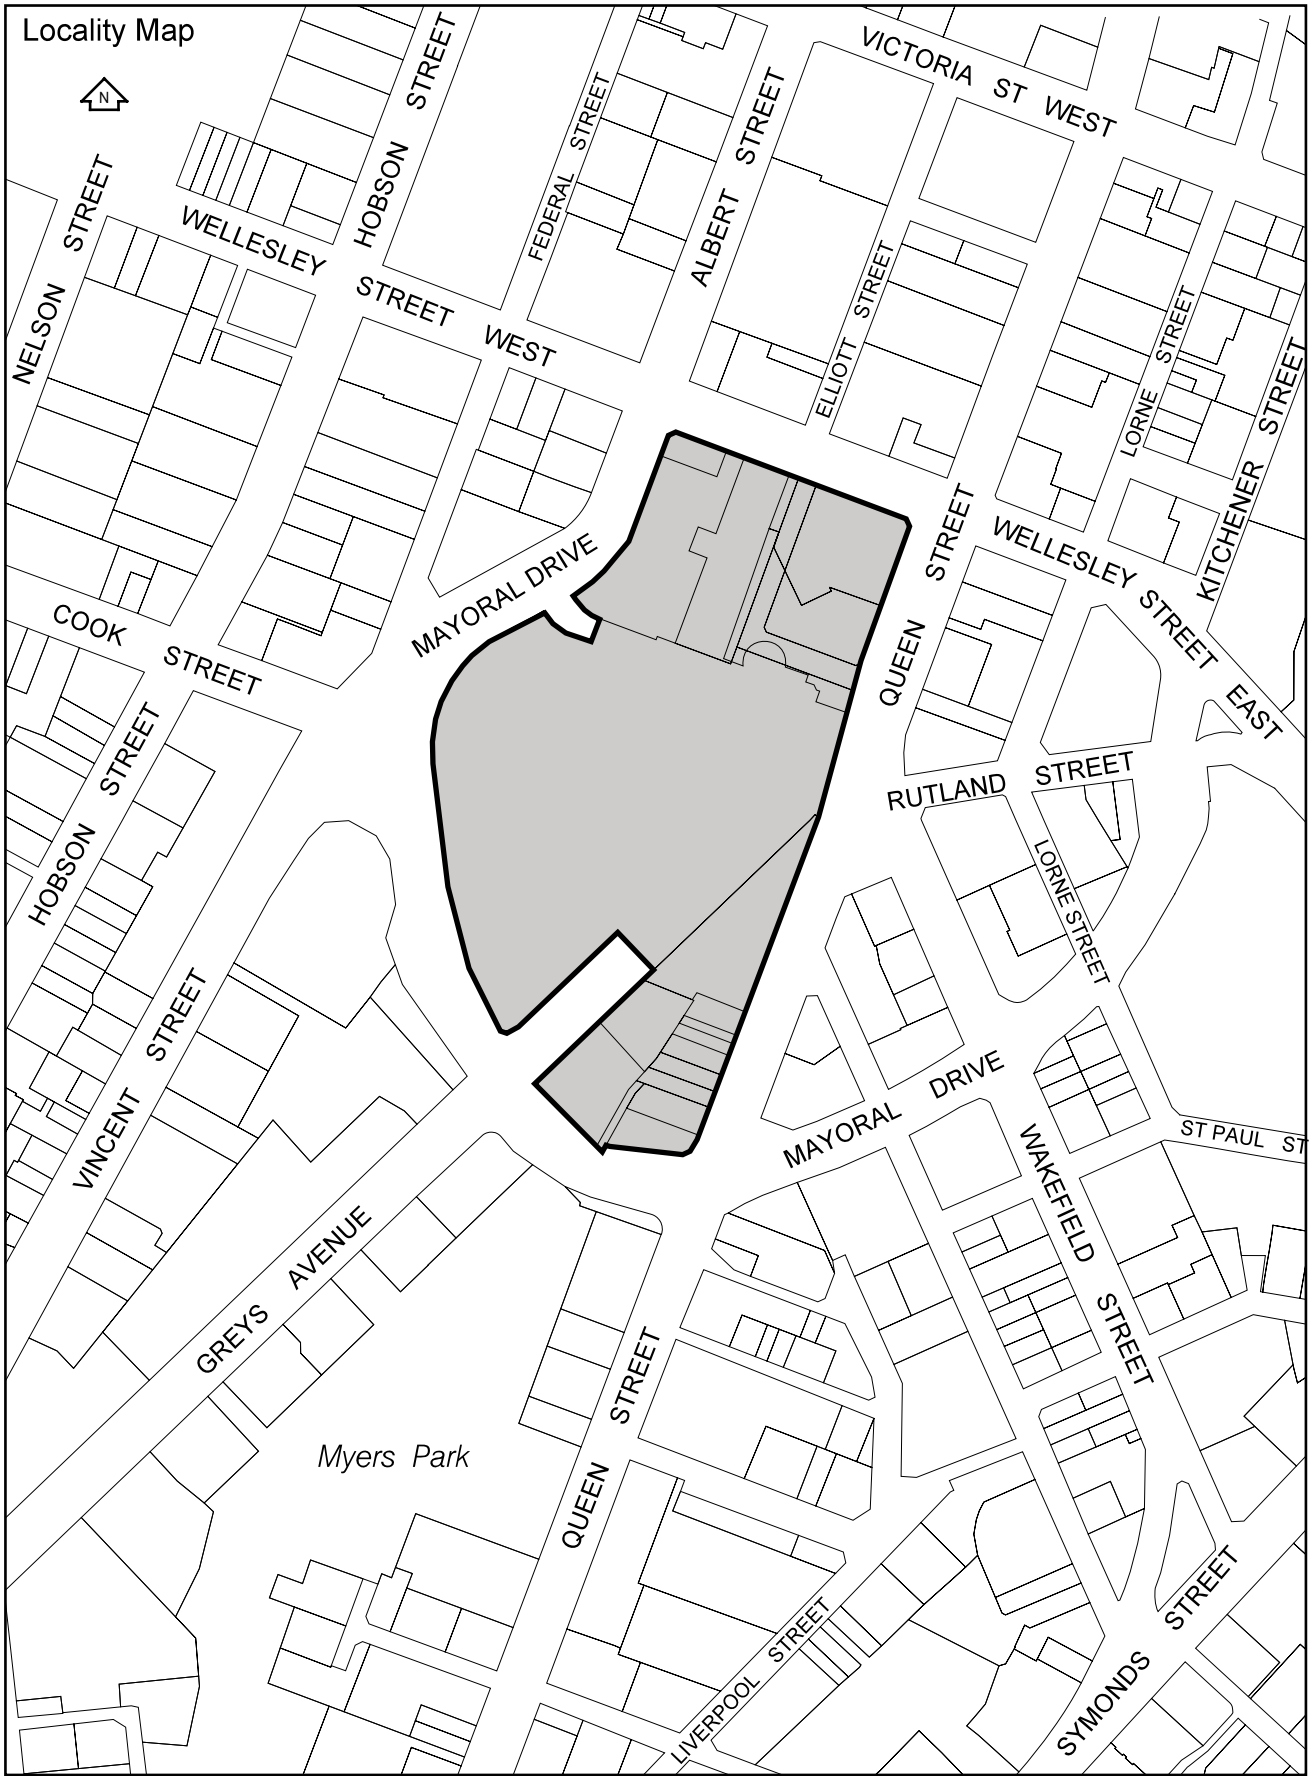 Locality Map
N
VICTORIA ST WEST
HOBSON STREET
FEDERAL STREET
ALBERT STREET
NELSON STREET
WELLESLEY STREET WEST
ELLIOTT STREET
LORNE STREET
KITCHENER STREET
QUEEN STREET
WELLESLEY STREET EAST
MAYORAL DRIVE
COOK STREET
HOBSON STREET
RUTLAND STREET
LORNE STREET
VINCENT STREET
MAYORAL DRIVE
WAKEFIELD STREET
ST PAUL ST
GREYS AVENUE
QUEEN STREET
Myers Park
LIVERPOOL STREET
SYMONDS STREET